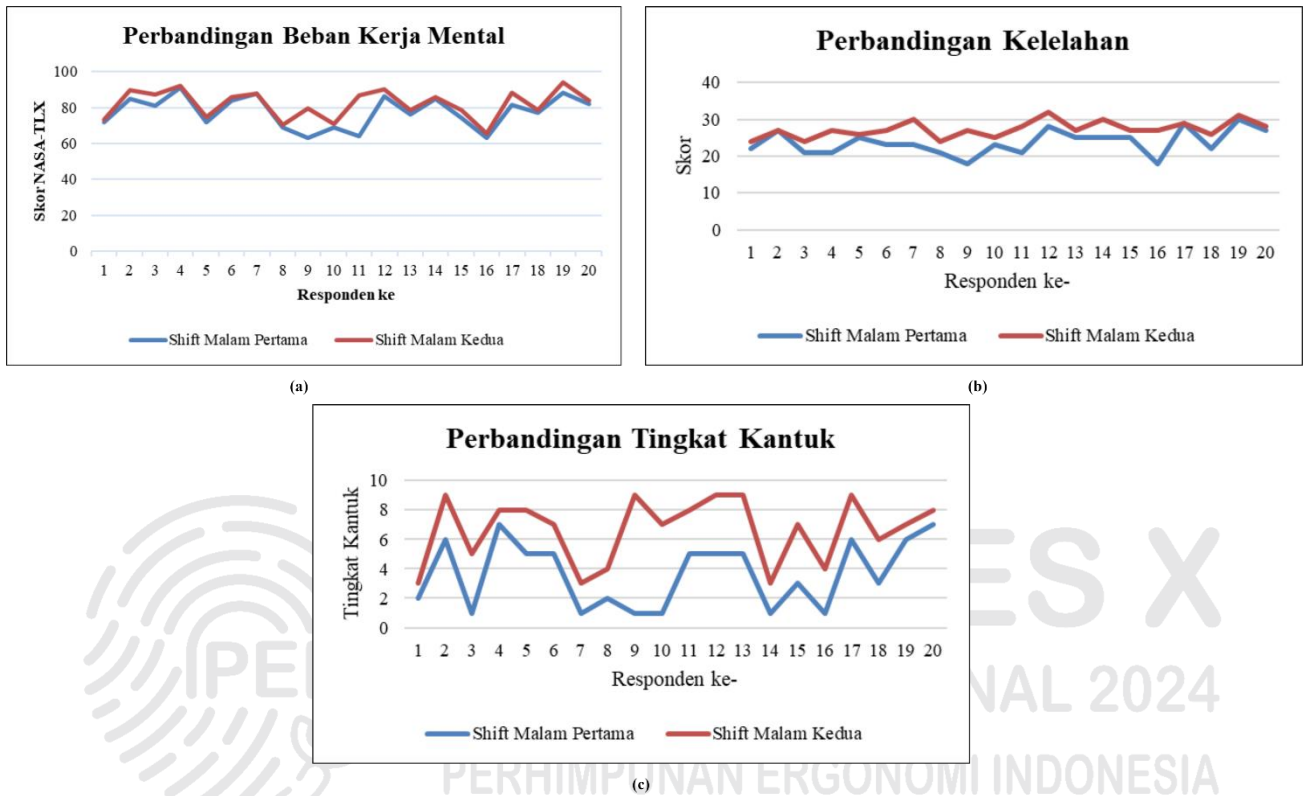 Perbandingan Beban Kerja Mental
Skor NASA-TLX
100
80
60
40
20
0
1 2 3 4 5 6 7 8 9 10 11 12 13 14 15 16 17 18 19 20
Responden ke
Shift Malam Pertama Shift Malam Kedua
(a)
Perbandingan Kelelahan
Skor
40
30
20
10
0
1 2 3 4 5 6 7 8 9 10 11 12 13 14 15 16 17 18 19 20
Responden ke-
Shift Malam Pertama Shift Malam Kedua
(b)
Perbandingan Tingkat Kantuk
Tingkat Kantuk
10
8
6
4
2
0
1 2 3 4 5 6 7 8 9 10 11 12 13 14 15 16 17 18 19 20
Responden ke-
Shift Malam Pertama Shift Malam Kedua
(c)
ES X
NAL 2024
PERHIMPUNAN ERGONOMI INDONESIA